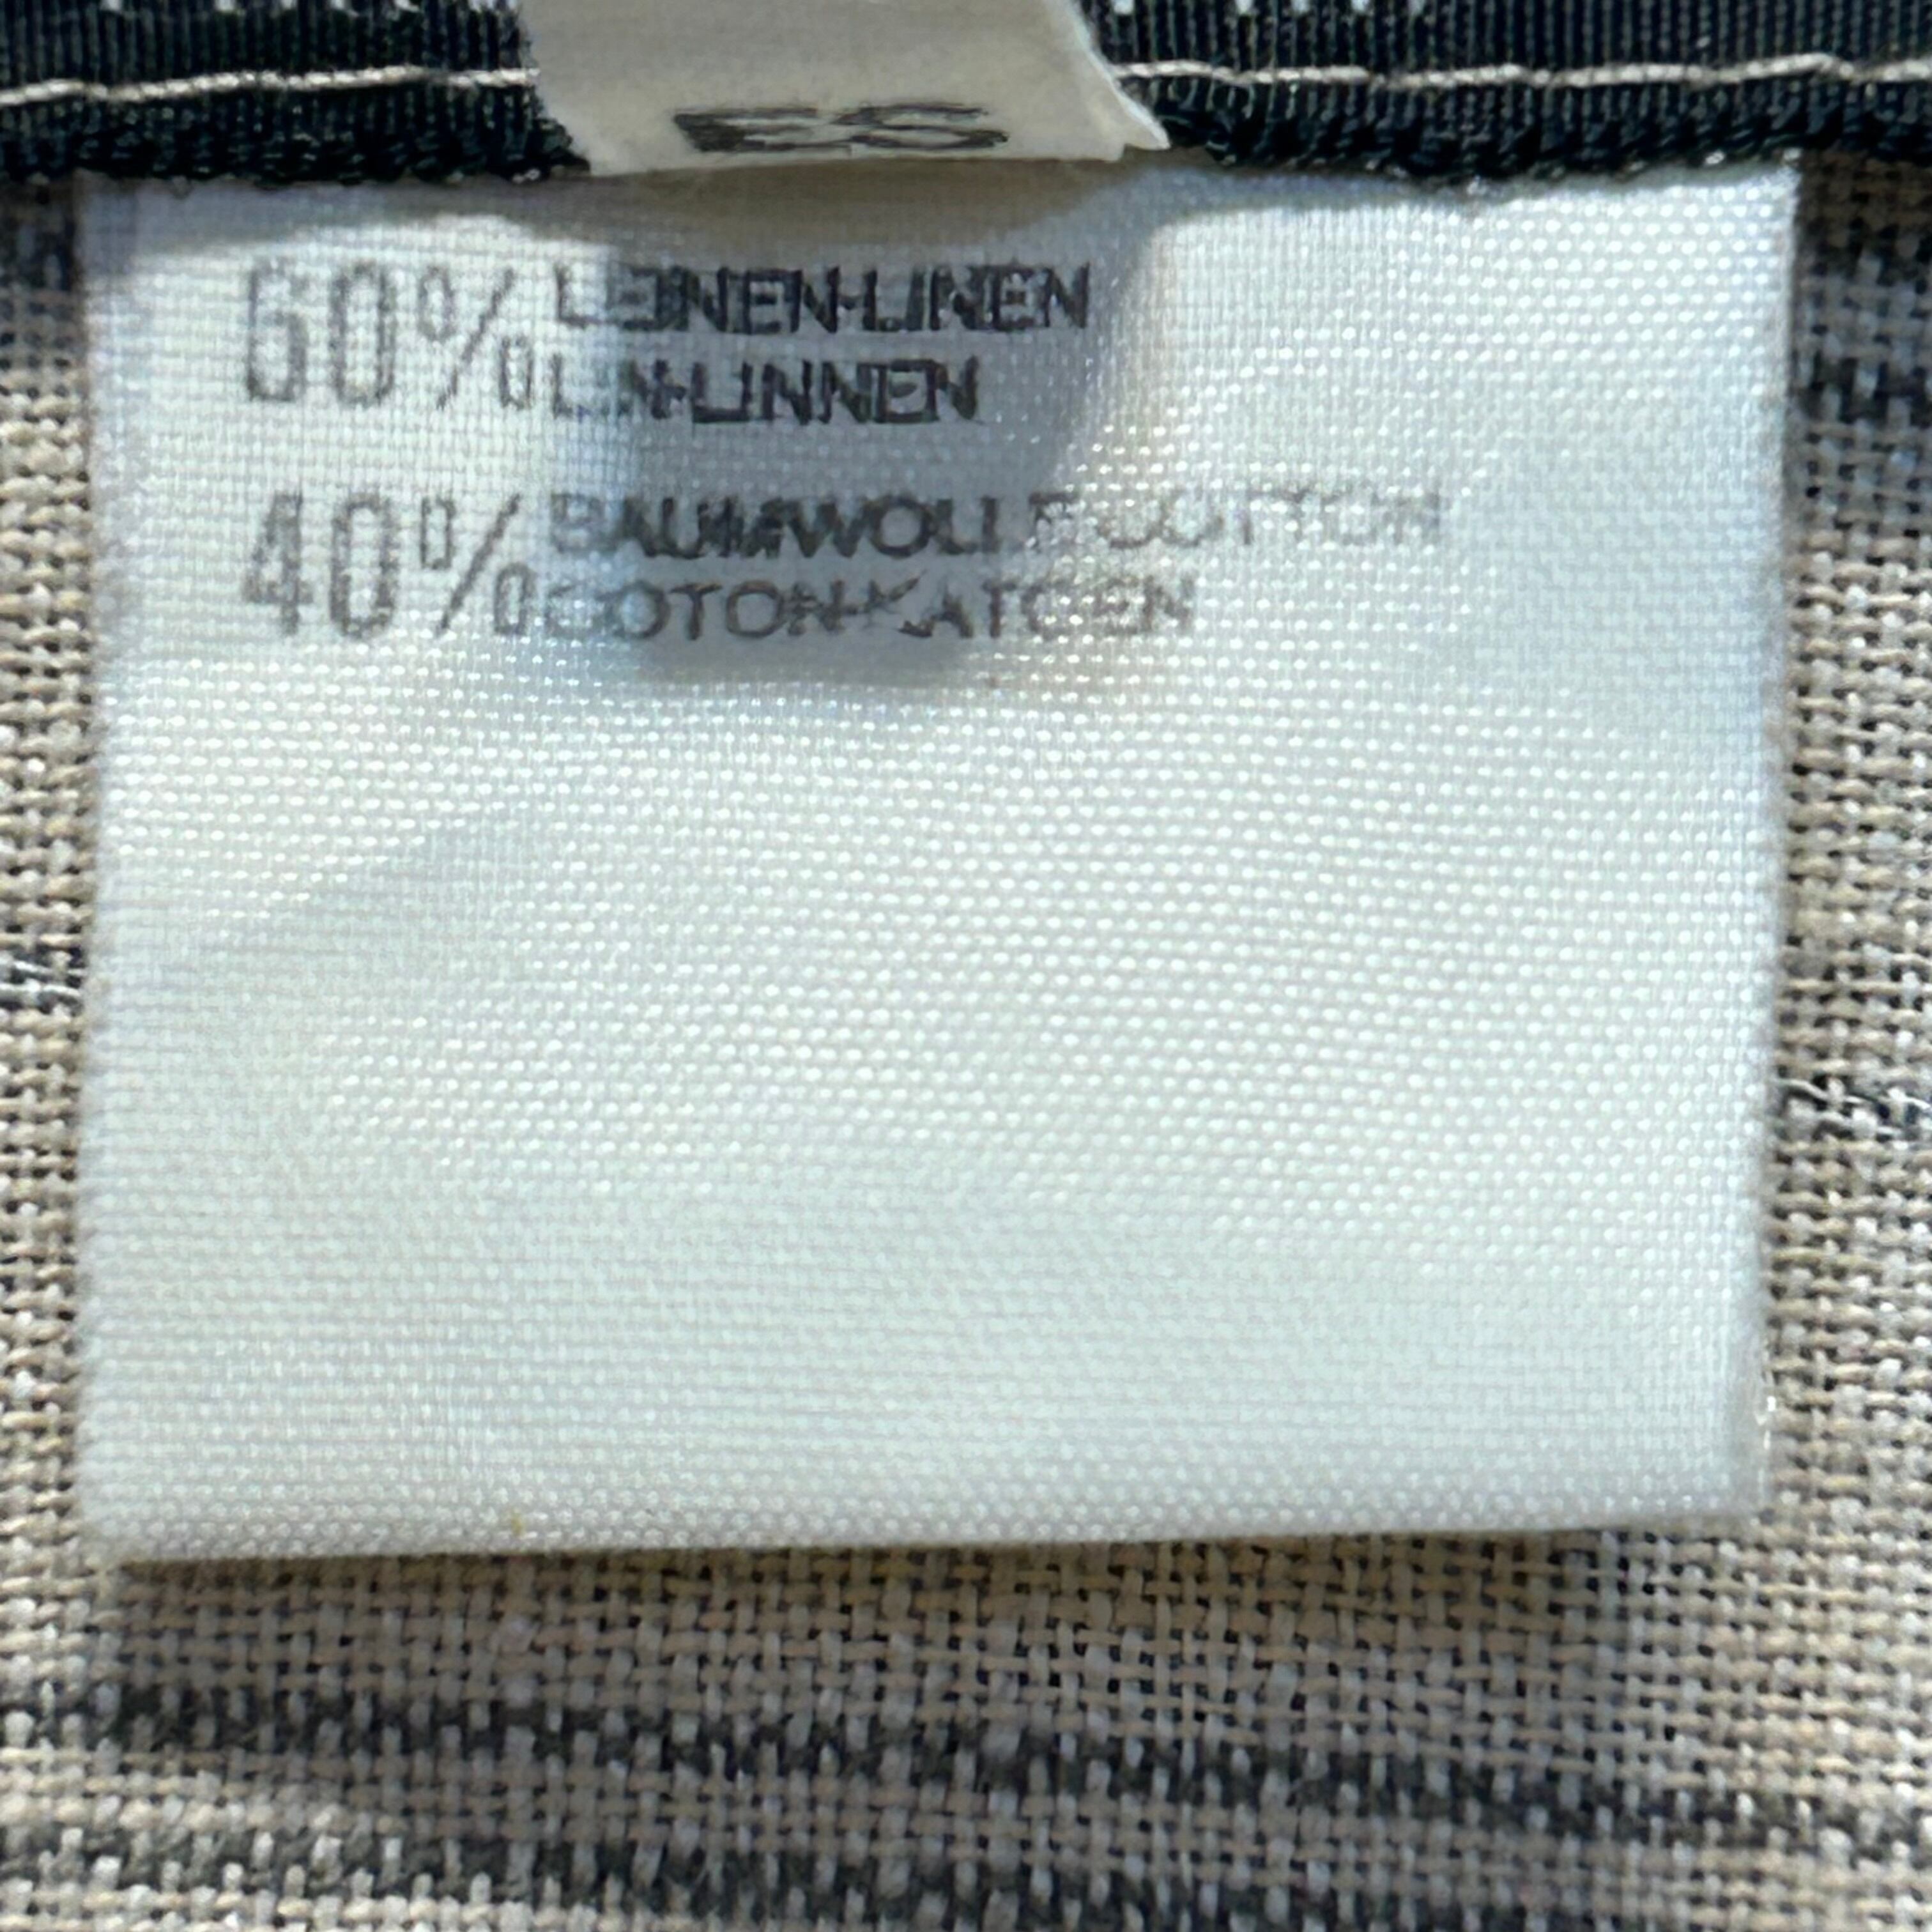 60% LEINEN-LINEN
LIN-LINNEN
40% BAUMWOLLE-COTTON
COTON-KATOEN